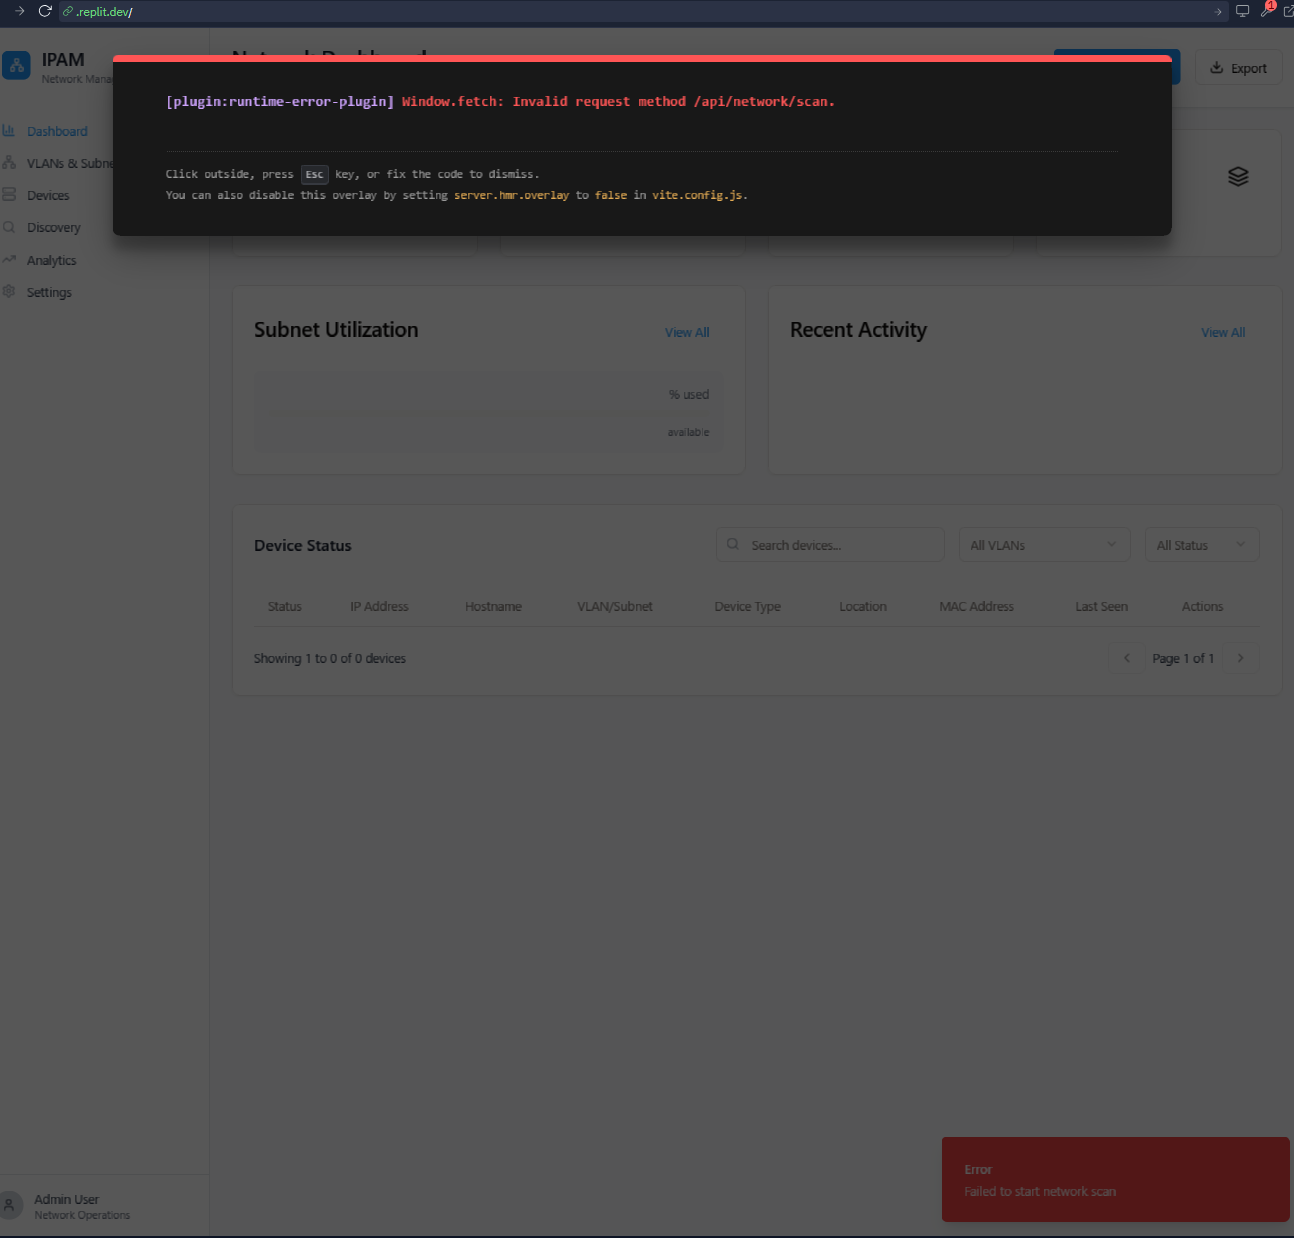 .replit.dev/
1
IPAM
Network Mana
Export
[plugin:runtime-error-plugin] Window.fetch: Invalid request method /api/network/scan.
Click outside, press Esc key, or fix the code to dismiss.
You can also disable this overlay by setting server.hmr.overlay to false in vite.config.js.
Dashboard
VLANs & Subne
Devices
Discovery
Analytics
Settings
Subnet Utilization
View All
% used
available
Recent Activity
View All
Device Status
Search devices...
All VLANs
All Status
Status IP Address Hostname VLAN/Subnet Device Type Location MAC Address Last Seen Actions
Showing 1 to 0 of 0 devices
Page 1 of 1
Error
Failed to start network scan
Admin User
Network Operations